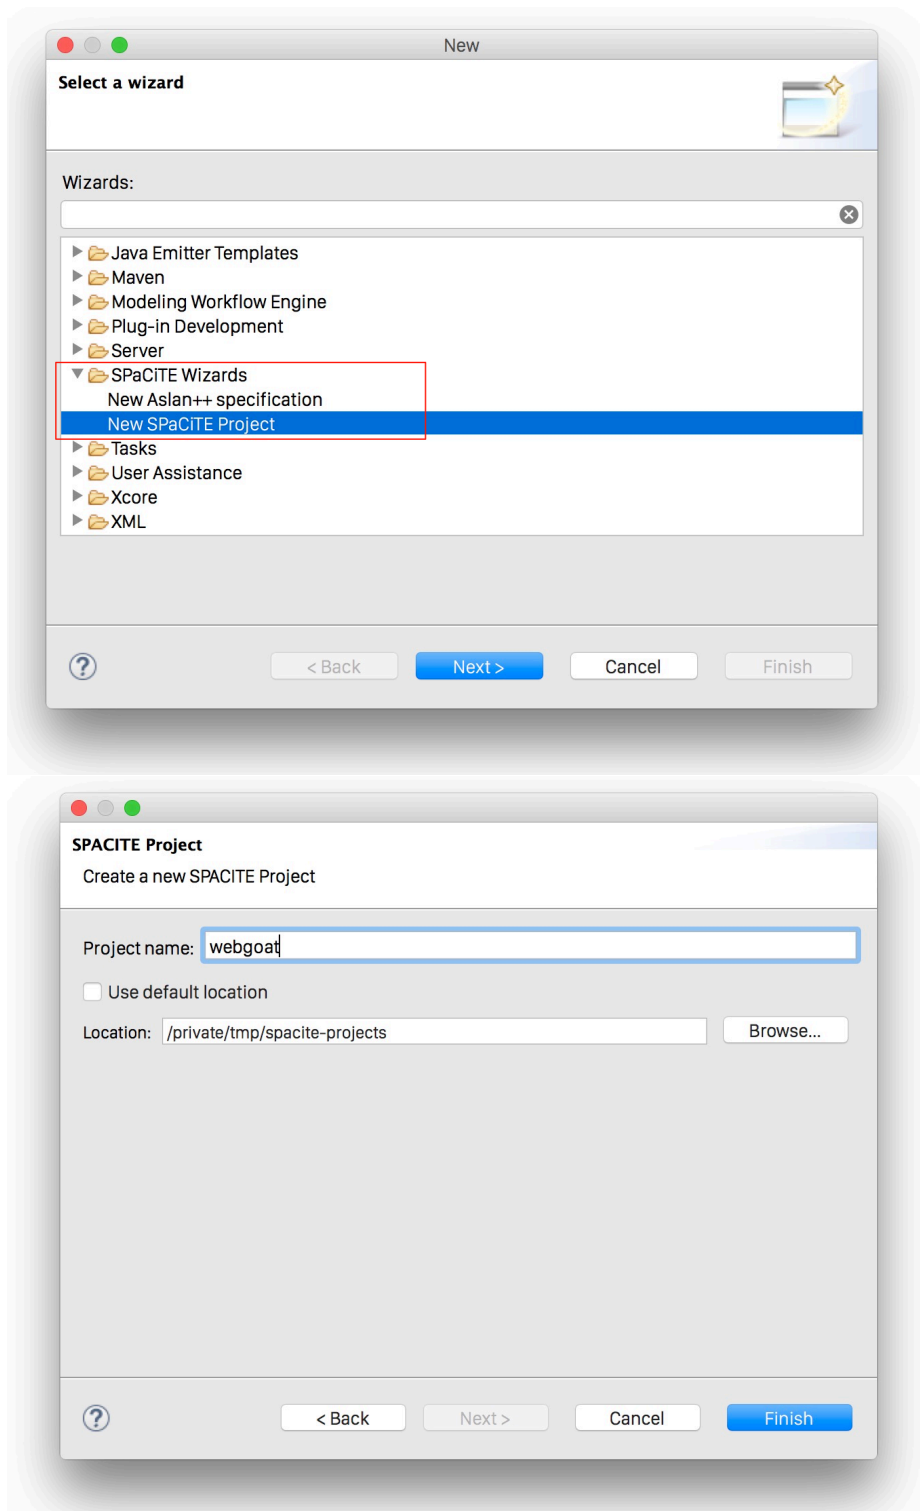 New
Select a wizard
Wizards:
Java Emitter Templates
Maven
Modeling Workflow Engine
Plug-in Development
Server
SPaCiTE Wizards
New Aslan++ specification
New SPaCiTE Project
Tasks
User Assistance
Xcore
XML
? < Back Next > Cancel Finish
SPACITE Project
Create a new SPACITE Project
Project name: webgoat
Use default location
Location: /private/tmp/spacite-projects Browse...
? < Back Next > Cancel Finish